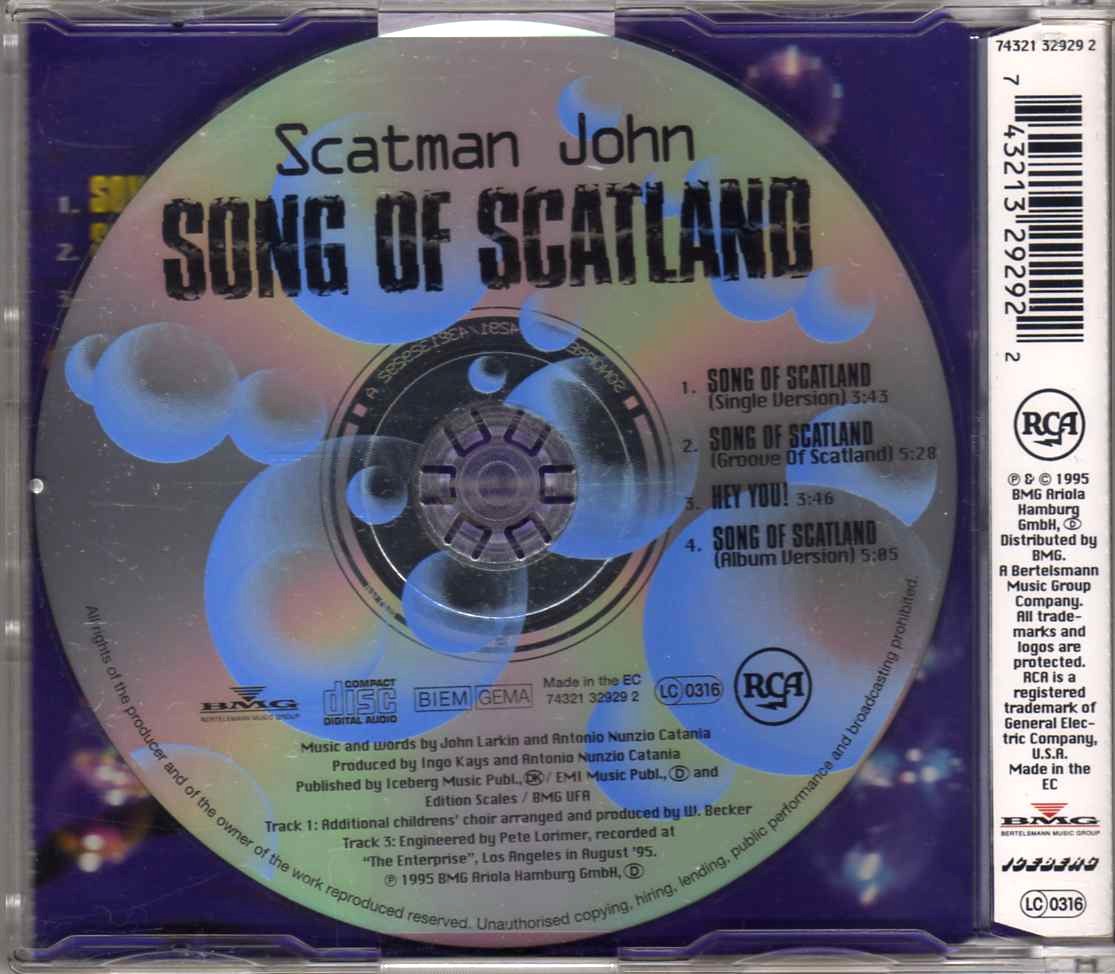 Scatman John
SONG OF SCATLAND
1. SONG OF SCATLAND
(Single Version) 3:43
2. SONG OF SCATLAND
(Groove Of Scatland) 5:28
3. HEY YOU! 3:46
4. SONG OF SCATLAND
(Album Version) 5:05
BMG
BERTELSMANN MUSIC GROUP
COMPACT
disc
DIGITAL AUDIO
BIEM GEMA
Made in the EC
74321 32929 2
LC 0316
RCA
Music and words by John Larkin and Antonio Nunzio Catania
Produced by Ingo Kays and Antonio Nunzio Catania
Published by Iceberg Music Publ., DK / EMI Music Publ., D and
Edition Scales / BMG UFA
Track 1: Additional childrens' choir arranged and produced by W. Becker
Track 3: Engineered by Pete Lorimer, recorded at
"The Enterprise", Los Angeles in August '95.
℗ 1995 BMG Ariola Hamburg GmbH, D
All rights of the producer and of the owner of the work reproduced reserved. Unauthorised copying, hiring, lending, public performance and broadcasting prohibited.
1.
2.
74321 32929 2
7 43213 29292 2
RCA
℗ & © 1995
BMG Ariola
Hamburg
GmbH, D
Distributed by
BMG.
A Bertelsmann
Music Group
Company.
All trade-
marks and
logos are
protected.
RCA is a
registered
trademark of
General Elec-
tric Company,
U.S.A.
Made in the
EC
BMG
BERTELSMANN MUSIC GROUP
ICEBERG
LC 0316